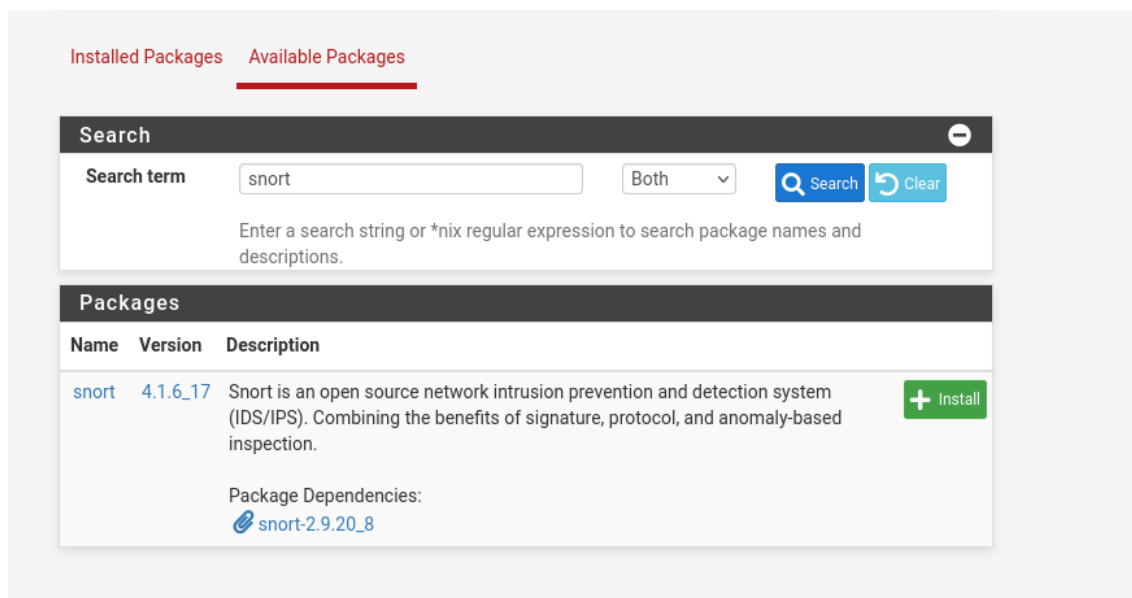 Installed Packages Available Packages
Search
Search term snort Both Search Clear
Enter a search string or *nix regular expression to search package names and
descriptions.
Packages
Name Version Description
snort 4.1.6_17 Snort is an open source network intrusion prevention and detection system
(IDS/IPS). Combining the benefits of signature, protocol, and anomaly-based
inspection.
Install
Package Dependencies:
snort-2.9.20_8